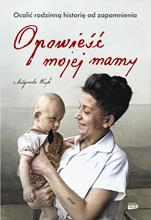 Ocalić rodzinną historię od zapomnienia
Opowieść
mojej mamy